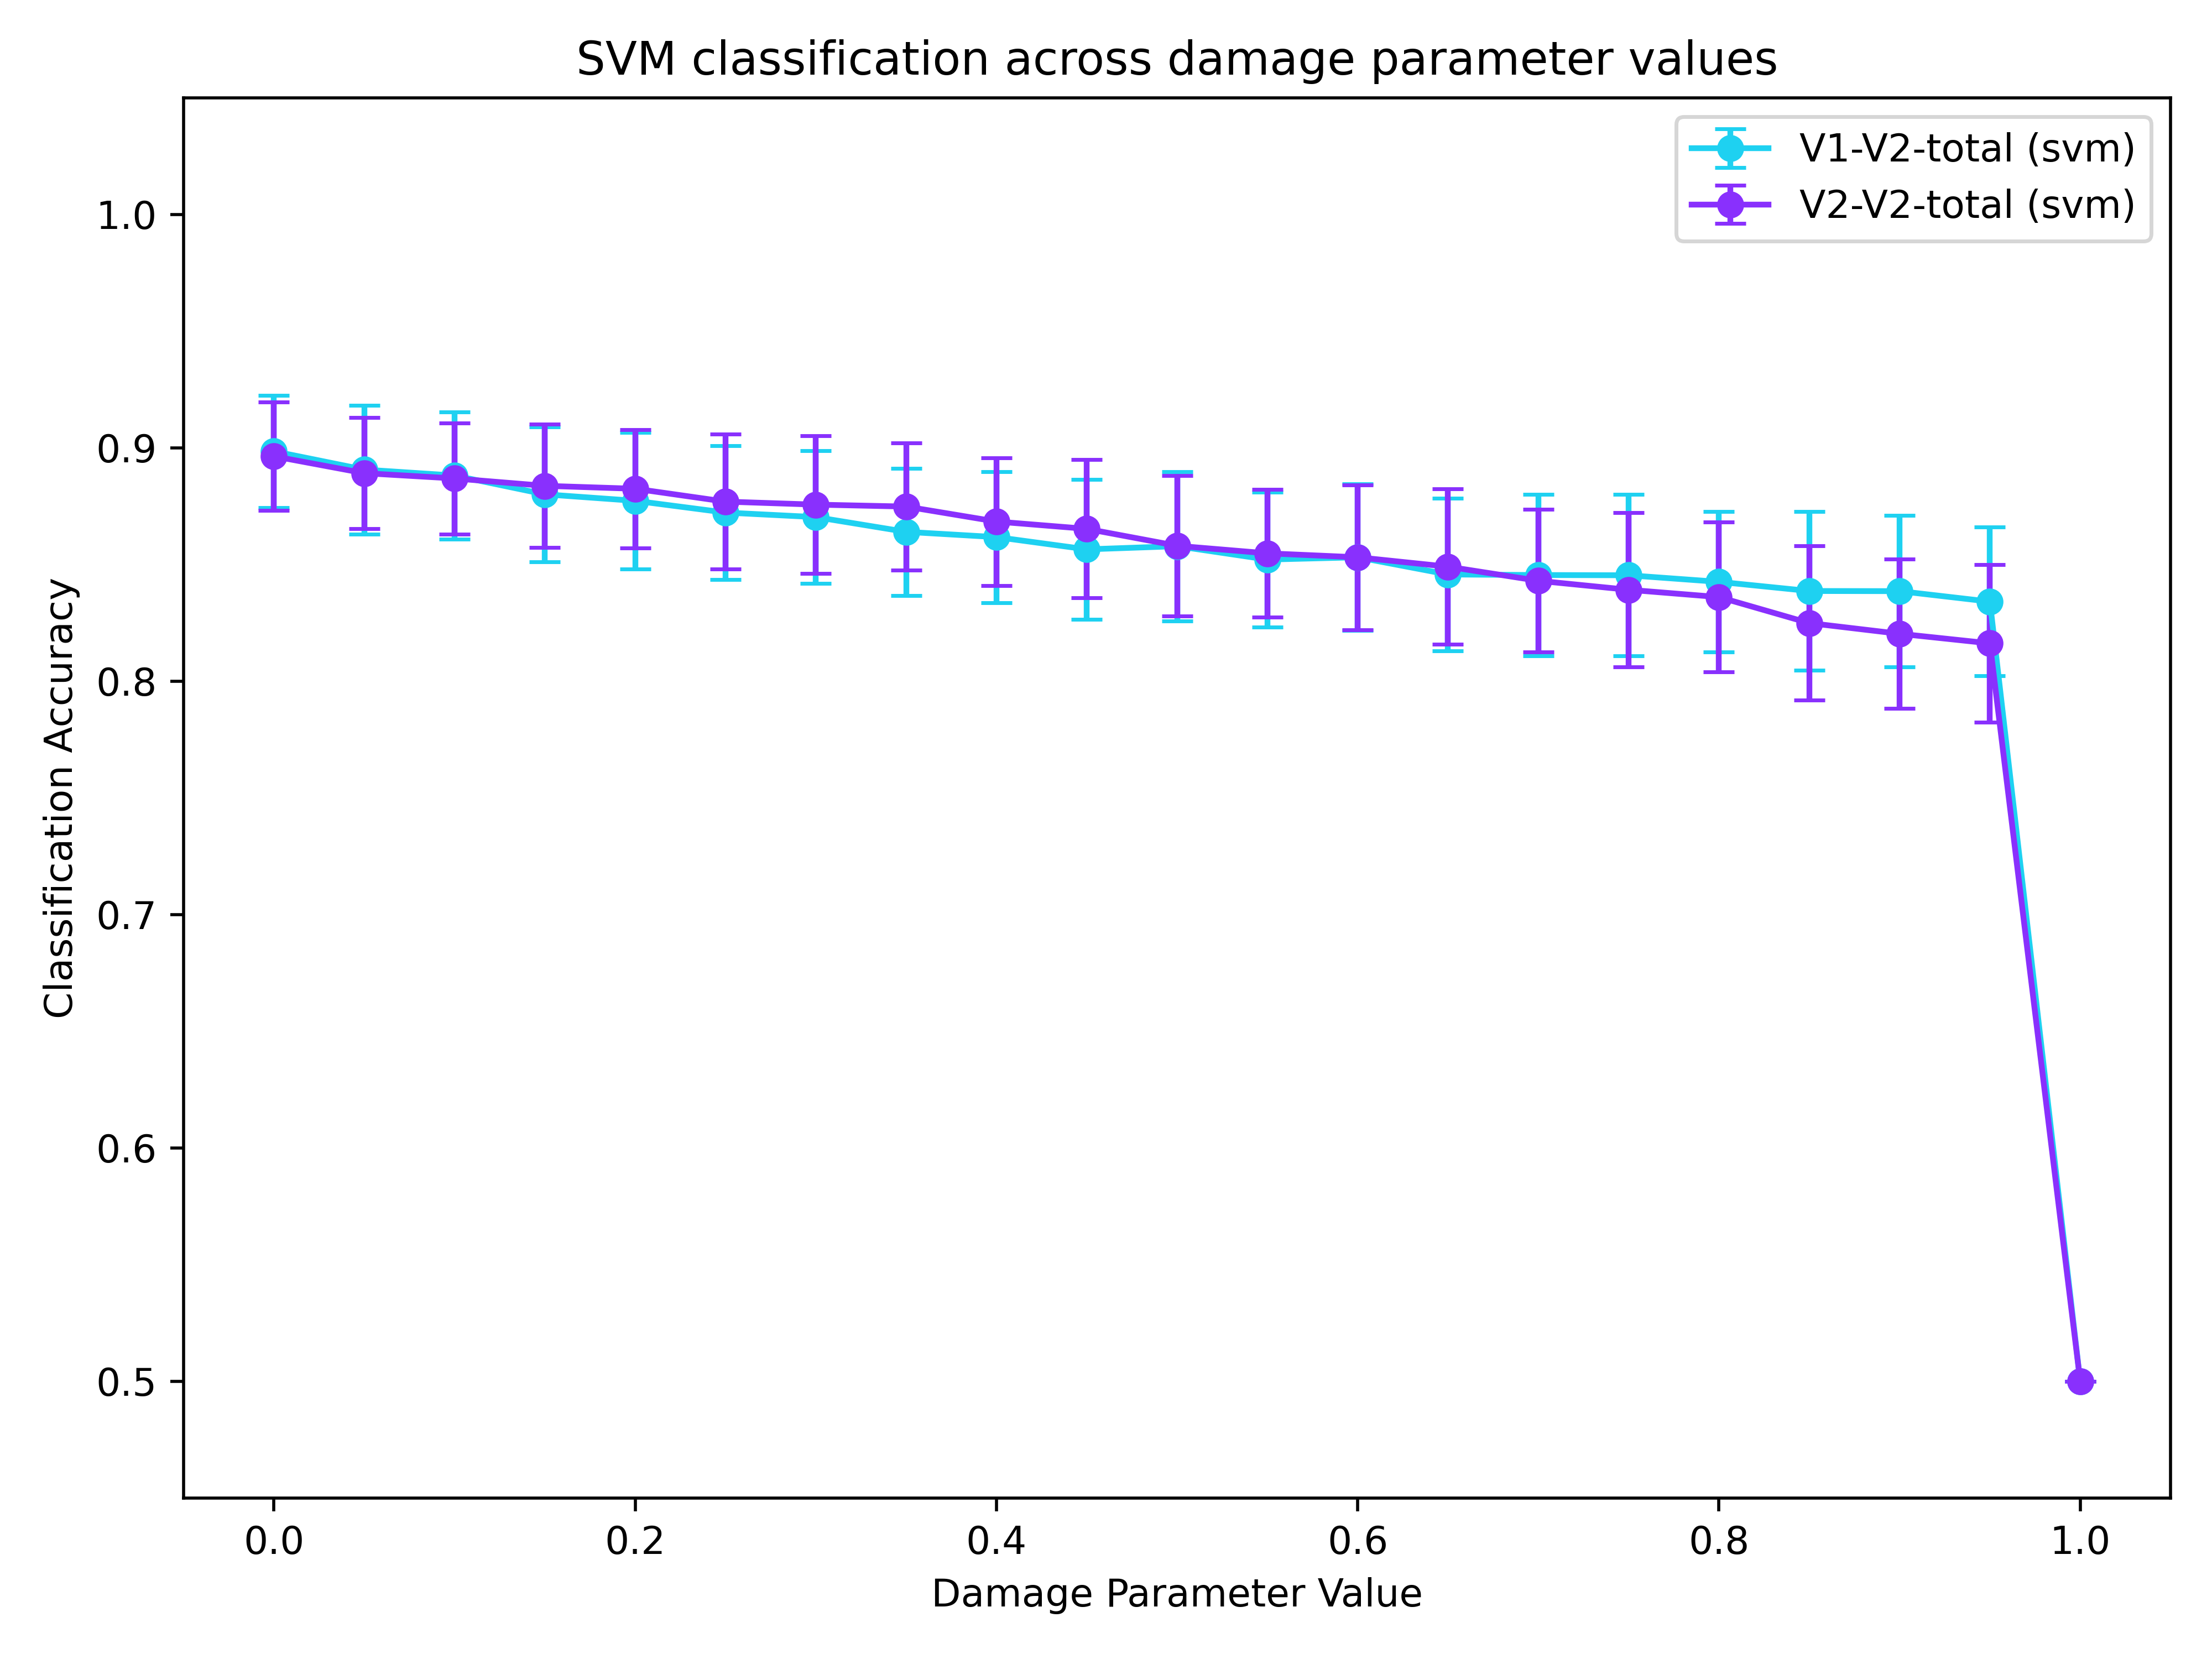 SVM classification across damage parameter values
V1-V2-total (svm)
V2-V2-total (svm)
1.0
0.9
0.8
0.7
0.6
0.5
Classification Accuracy
0.0
0.2
0.4
0.6
0.8
1.0
Damage Parameter Value